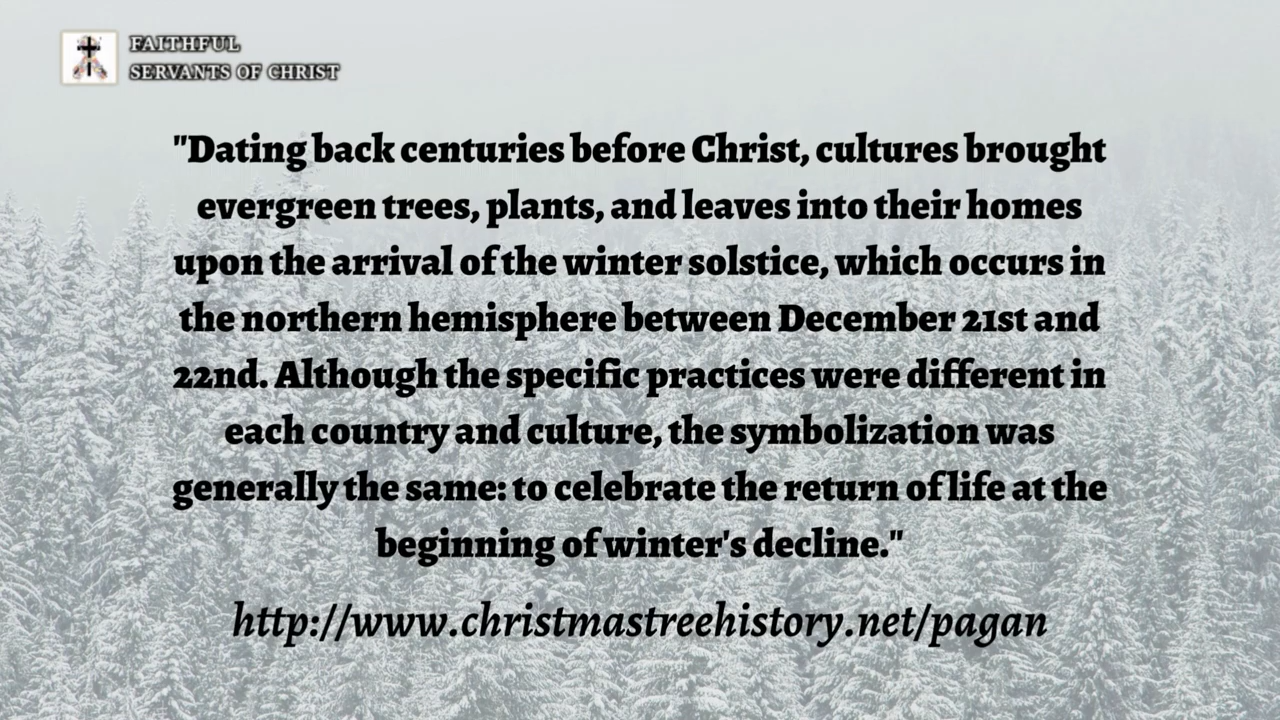 FAITHFUL
SERVANTS OF CHRIST
"Dating back centuries before Christ, cultures brought
evergreen trees, plants, and leaves into their homes
upon the arrival of the winter solstice, which occurs in
the northern hemisphere between December 21st and
22nd. Although the specific practices were different in
each country and culture, the symbolization was
generally the same: to celebrate the return of life at the
beginning of winter's decline."
http://www.christmastreehistory.net/pagan